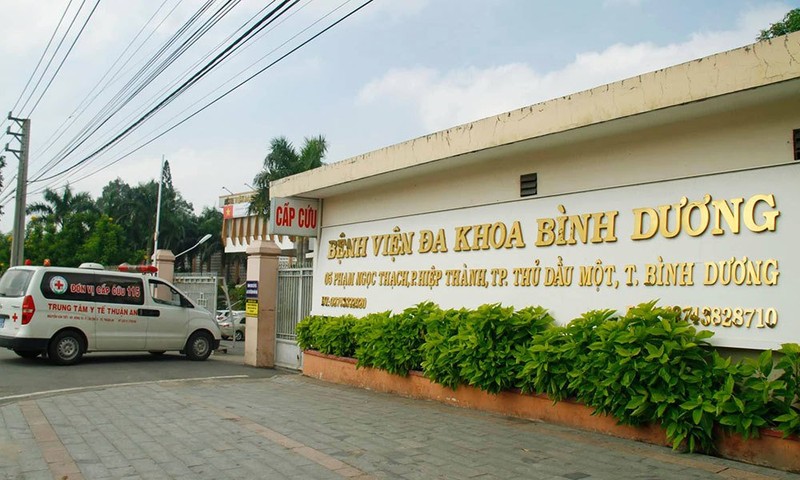 CẤP CỨU
BỆNH VIỆN ĐA KHOA BÌNH DƯƠNG
05 PHẠM NGỌC THẠCH, P. HIỆP THÀNH, TP. THỦ DẦU MỘT, T. BÌNH DƯƠNG
ĐƠN VỊ CẤP CỨU 115
TRUNG TÂM Y TẾ THUẬN AN
115